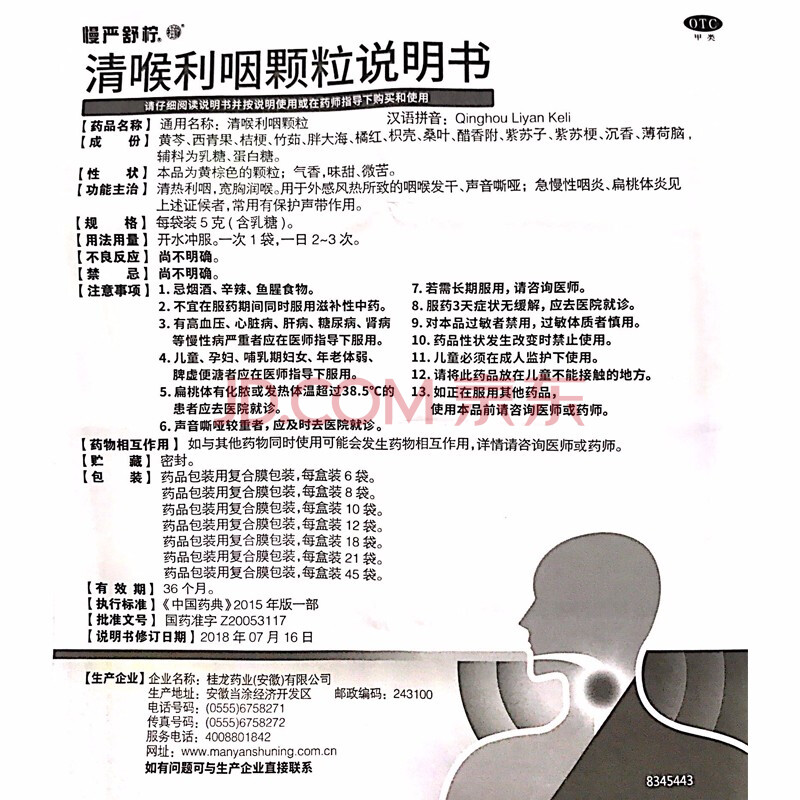 慢严舒柠
OTC
甲类
清喉利咽颗粒说明书
请仔细阅读说明书并按说明使用或在药师指导下购买和使用
【药品名称】通用名称：清喉利咽颗粒 汉语拼音：Qinghou Liyan Keli
【成份】黄芩、西青果、桔梗、竹茹、胖大海、橘红、枳壳、桑叶、醋香附、紫苏子、紫苏梗、沉香、薄荷脑，
辅料为乳糖、蛋白糖。
【性状】本品为黄棕色的颗粒；气香，味甜、微苦。
【功能主治】清热利咽，宽胸润喉。用于外感风热所致的咽喉发干、声音嘶哑；急慢性咽炎、扁桃体炎见
上述证候者，常用有保护声带作用。
【规格】每袋装5克（含乳糖）。
【用法用量】开水冲服。一次1袋，一日2~3次。
【不良反应】尚不明确。
【禁忌】尚不明确。
【注意事项】1. 忌烟酒、辛辣、鱼腥食物。
2. 不宜在服药期间同时服用滋补性中药。
3. 有高血压、心脏病、肝病、糖尿病、肾病
等慢性病严重者应在医师指导下服用。
4. 儿童、孕妇、哺乳期妇女、年老体弱、
脾虚便溏者应在医师指导下服用。
5. 扁桃体有化脓或发热体温超过38.5℃的
患者应去医院就诊。
6. 声音嘶哑较重者，应及时去医院就诊。
7. 若需长期服用，请咨询医师。
8. 服药3天症状无缓解，应去医院就诊。
9. 对本品过敏者禁用，过敏体质者慎用。
10. 药品性状发生改变时禁止使用。
11. 儿童必须在成人监护下使用。
12. 请将此药品放在儿童不能接触的地方。
13. 如正在服用其他药品，
使用本品前请咨询医师或药师。
JD.COM 京东
【药物相互作用】如与其他药物同时使用可能会发生药物相互作用，详情请咨询医师或药师。
【贮藏】密封。
【包装】药品包装用复合膜包装，每盒装6袋。
药品包装用复合膜包装，每盒装8袋。
药品包装用复合膜包装，每盒装10袋。
药品包装用复合膜包装，每盒装12袋。
药品包装用复合膜包装，每盒装18袋。
药品包装用复合膜包装，每盒装21袋。
药品包装用复合膜包装，每盒装45袋。
【有效期】36个月。
【执行标准】《中国药典》2015年版一部
【批准文号】国药准字Z20053117
【说明书修订日期】2018年07月16日
【生产企业】企业名称：桂龙药业(安徽)有限公司
生产地址：安徽当涂经济开发区 邮政编码：243100
电话号码：(0555)6758271
传真号码：(0555)6758272
服务电话：4008801842
网址：www.manyanshuning.com.cn
如有问题可与生产企业直接联系
8345443